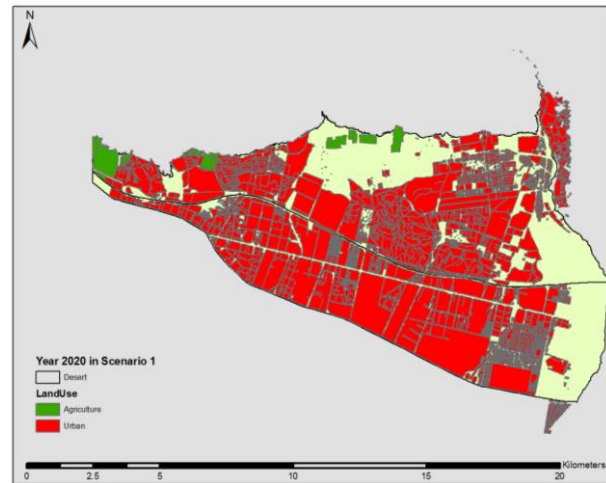 N
Year 2020 in Scenario 1
Desert
LandUse
Agriculture
Urban
Kilometers
0 2.5 5 10 15 20